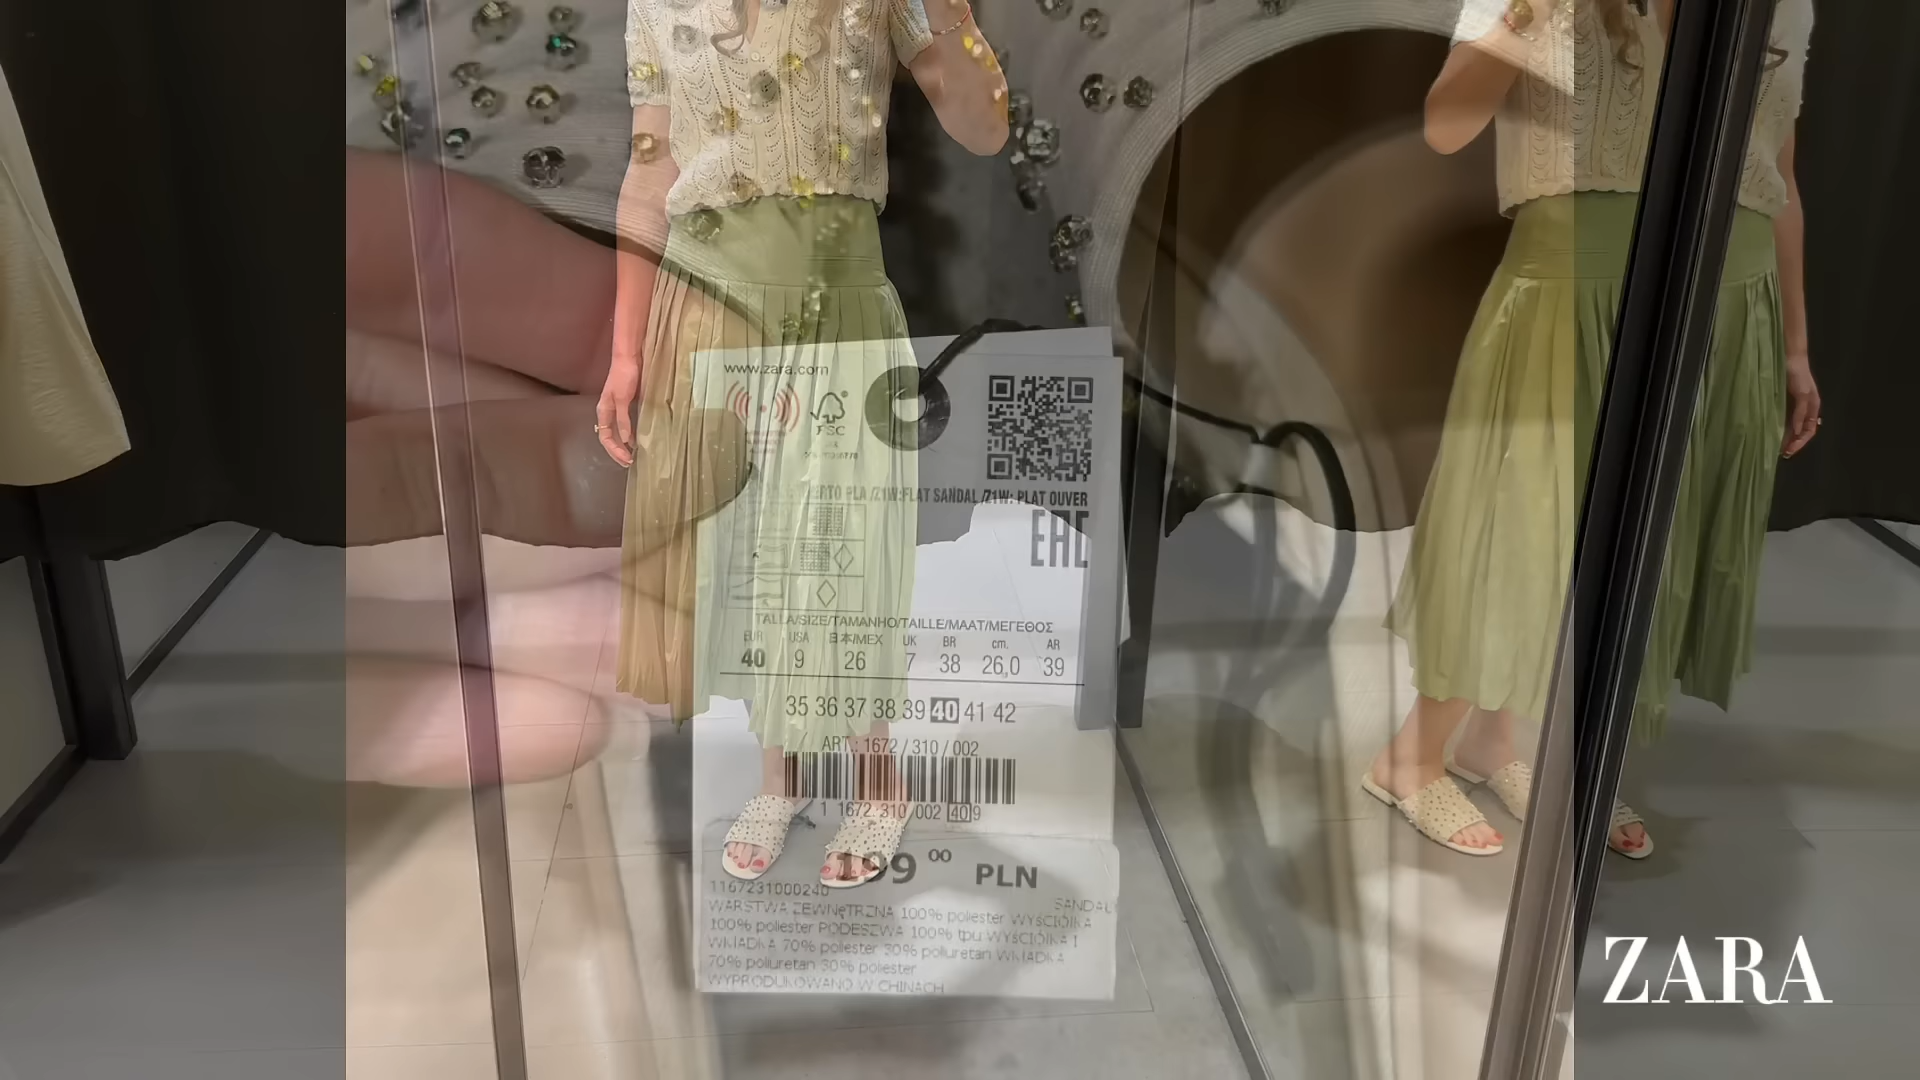 www.zara.com
FSC
PLA /Z1W:FLAT SANDAL /Z1W: PLAT OUVER
EAC
TALLA/SIZE/TAMANHO/TAILLE/MAAT/ΜΕΓΕΘΟΣ
EUR USA 日本/MEX UK BR cm. AR
40 9 26 7 38 26,0 39
35 36 37 38 39 40 41 42
ART.: 1672 / 310 / 002
1 1672 310 002 40 9
199 00 PLN
1167231000240
SANDAŁ
WARSTWA ZEWNęTRZNA 100% poliester WYśCIÓłKA
100% poliester PODESZWA 100% tpu WYśCIÓłKA I
WKłADKA 70% poliester 30% poliuretan WKłADKA
70% poliuretan 30% poliester
WYPRODUKOWANO W CHINACH
ZARA